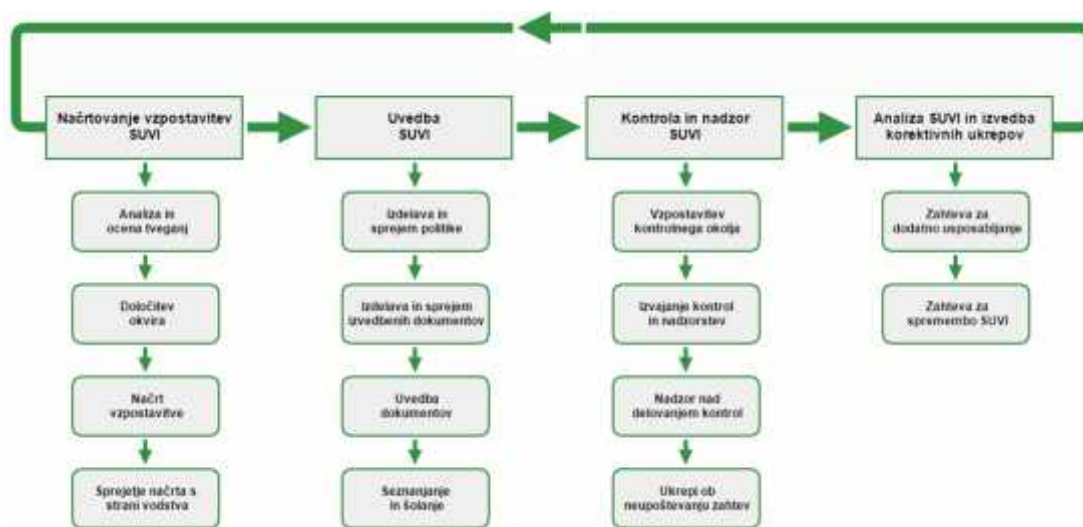 Načrtovanje vzpostavitev
SUVI
Analiza in
ocena tveganj
Določitev
okvira
Načrt
vzpostavitve
Sprejetje načrta s
strani vodstva
Uvedba
SUVI
Izdelava in
sprejem politike
Izdelava in sprejem
izvedbenih dokumentov
Uvedba
dokumentov
Seznanjanje
in šolanje
Kontrola in nadzor
SUVI
Vzpostavitev
kontrolnega okolja
Izvajanje kontrol
in nadzorstev
Nadzor nad
delovanjem kontrol
Ukrepi ob
neupoštevanju zahtev
Analiza SUVI in izvedba
korektivnih ukrepov
Zahteva za
dodatno usposabljanje
Zahteva za
spremembo SUVI